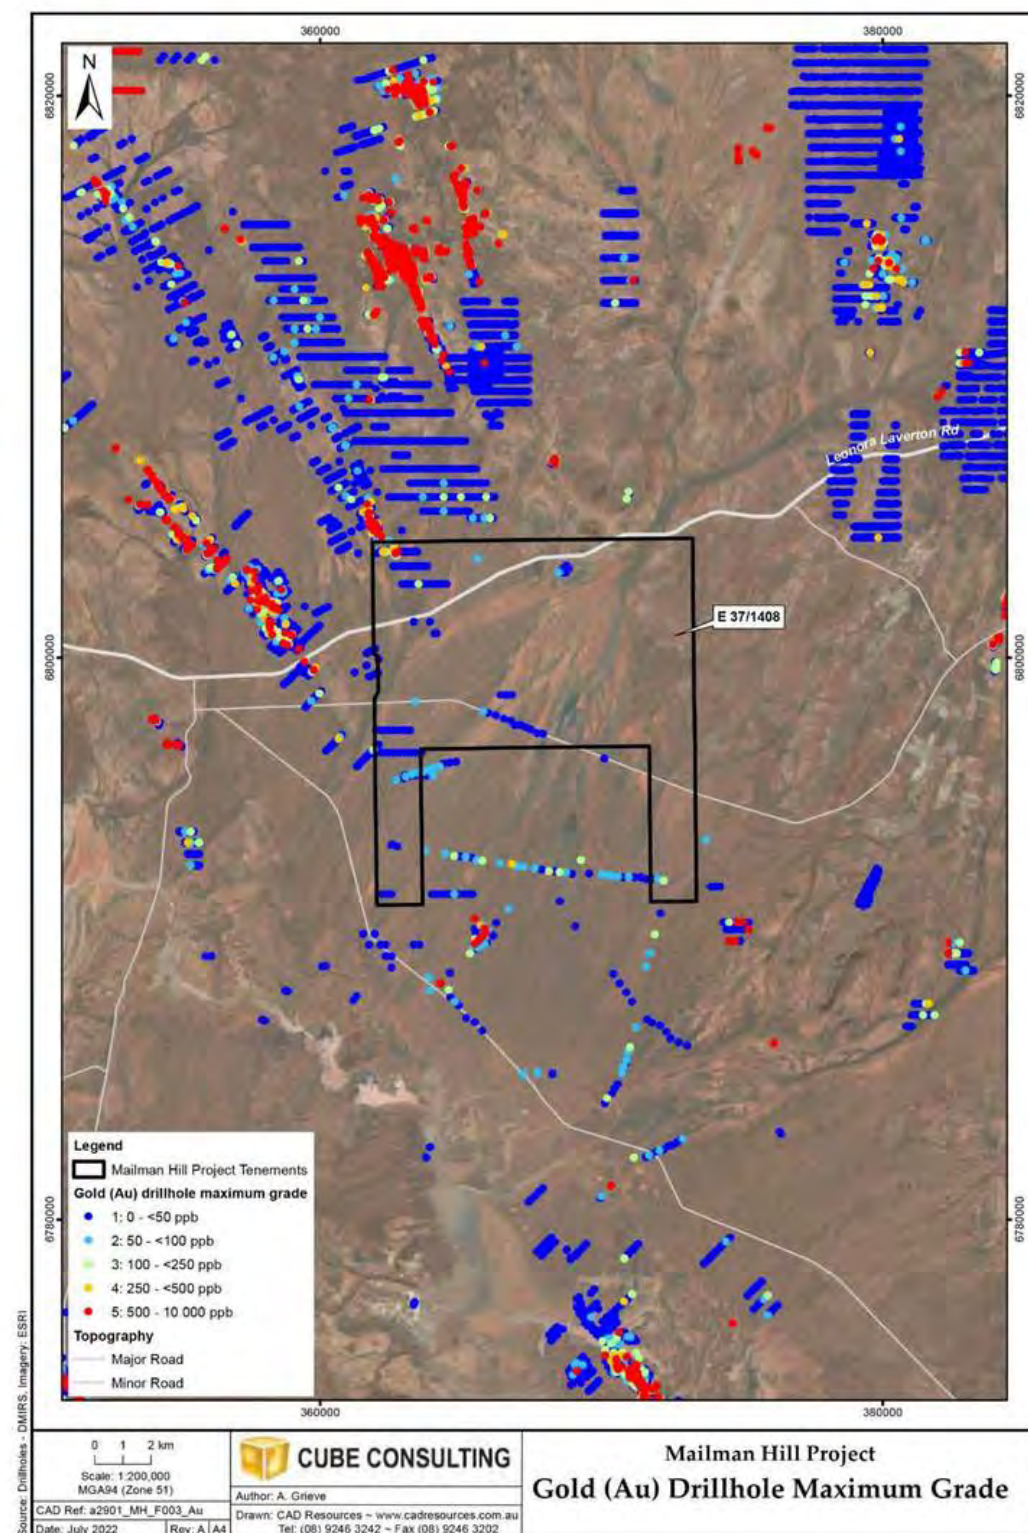 360000
380000
N
6820000
6820000
Leonora Laverton Rd
E 37/1408
6800000
6800000
6780000
6780000
Legend
Mailman Hill Project Tenements
Gold (Au) drillhole maximum grade
1: 0 - <50 ppb
2: 50 - <100 ppb
3: 100 - <250 ppb
4: 250 - <500 ppb
5: 500 - 10 000 ppb
Topography
Major Road
Minor Road
360000
380000
Source: Drillholes - DMIRS, Imagery: ESRI
0 1 2 km
Scale: 1:200,000
MGA94 (Zone 51)
CAD Ref: a2901_MH_F003_Au
Date: July 2022
Rev: A
A4
CUBE CONSULTING
Author: A. Grieve
Drawn: CAD Resources ~ www.cadresources.com.au
Tel: (08) 9246 3242 ~ Fax (08) 9246 3202
Mailman Hill Project
Gold (Au) Drillhole Maximum Grade